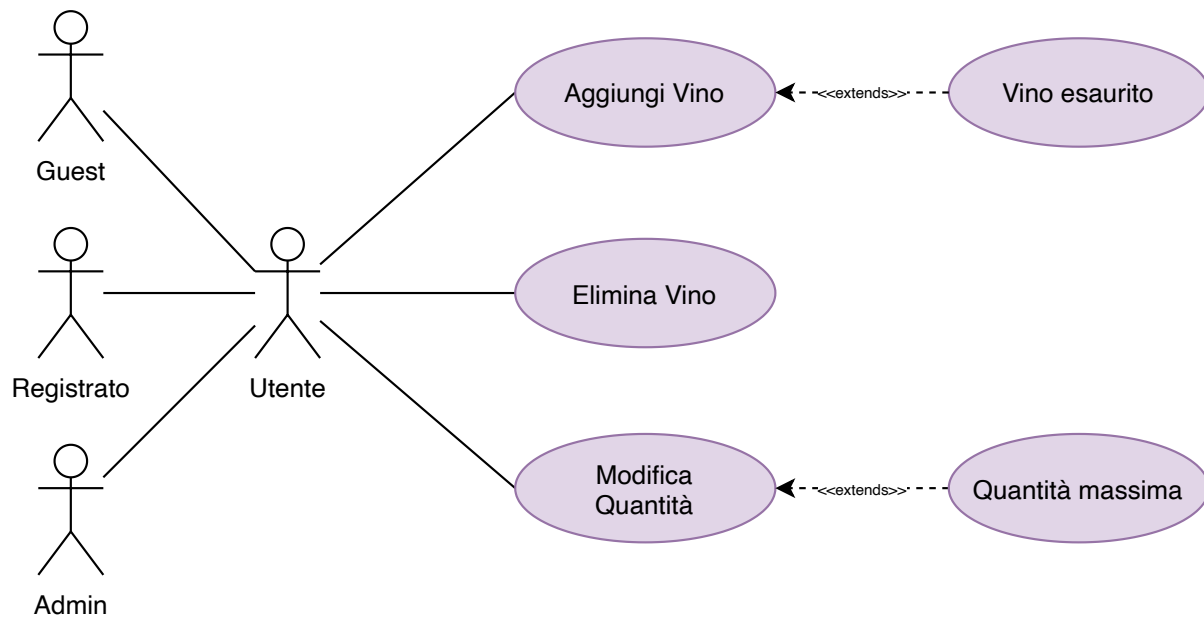 Guest
Aggiungi Vino
<<extends>>
Vino esaurito
Registrato
Utente
Elimina Vino
Admin
Modifica
Quantità
<<extends>>
Quantità massima